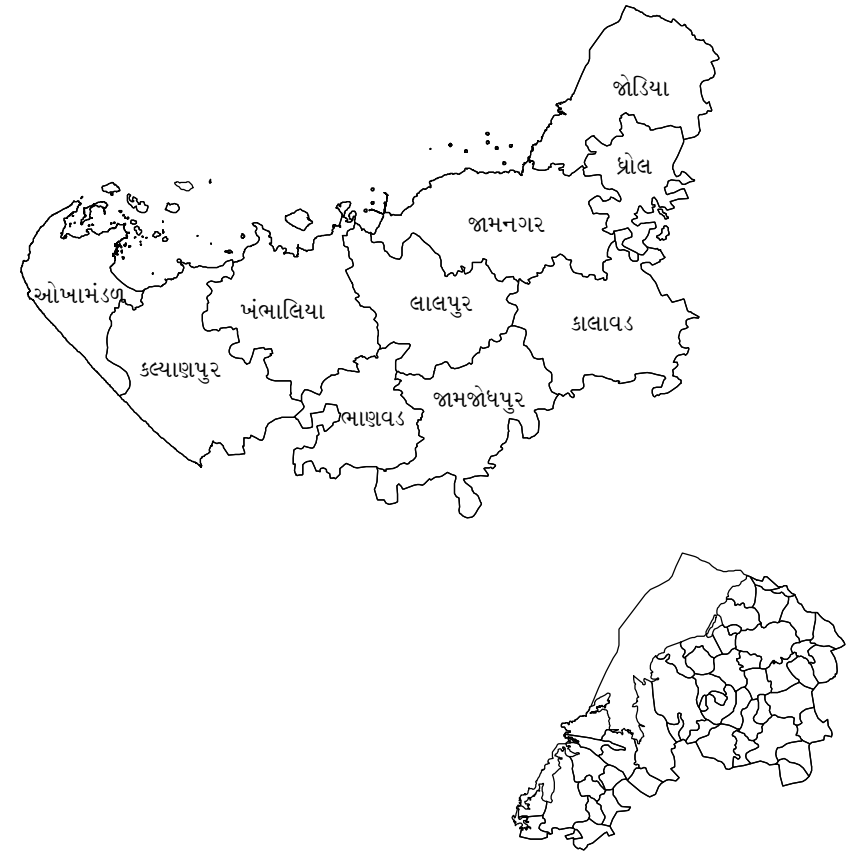 જોડિયા
ધ્રોલ
જામનગર
ઓખામંડળ
ખંભાલિયા
લાલપુર
કાલાવડ
કલ્યાણપુર
જામજોધપુર
ભાણવડ